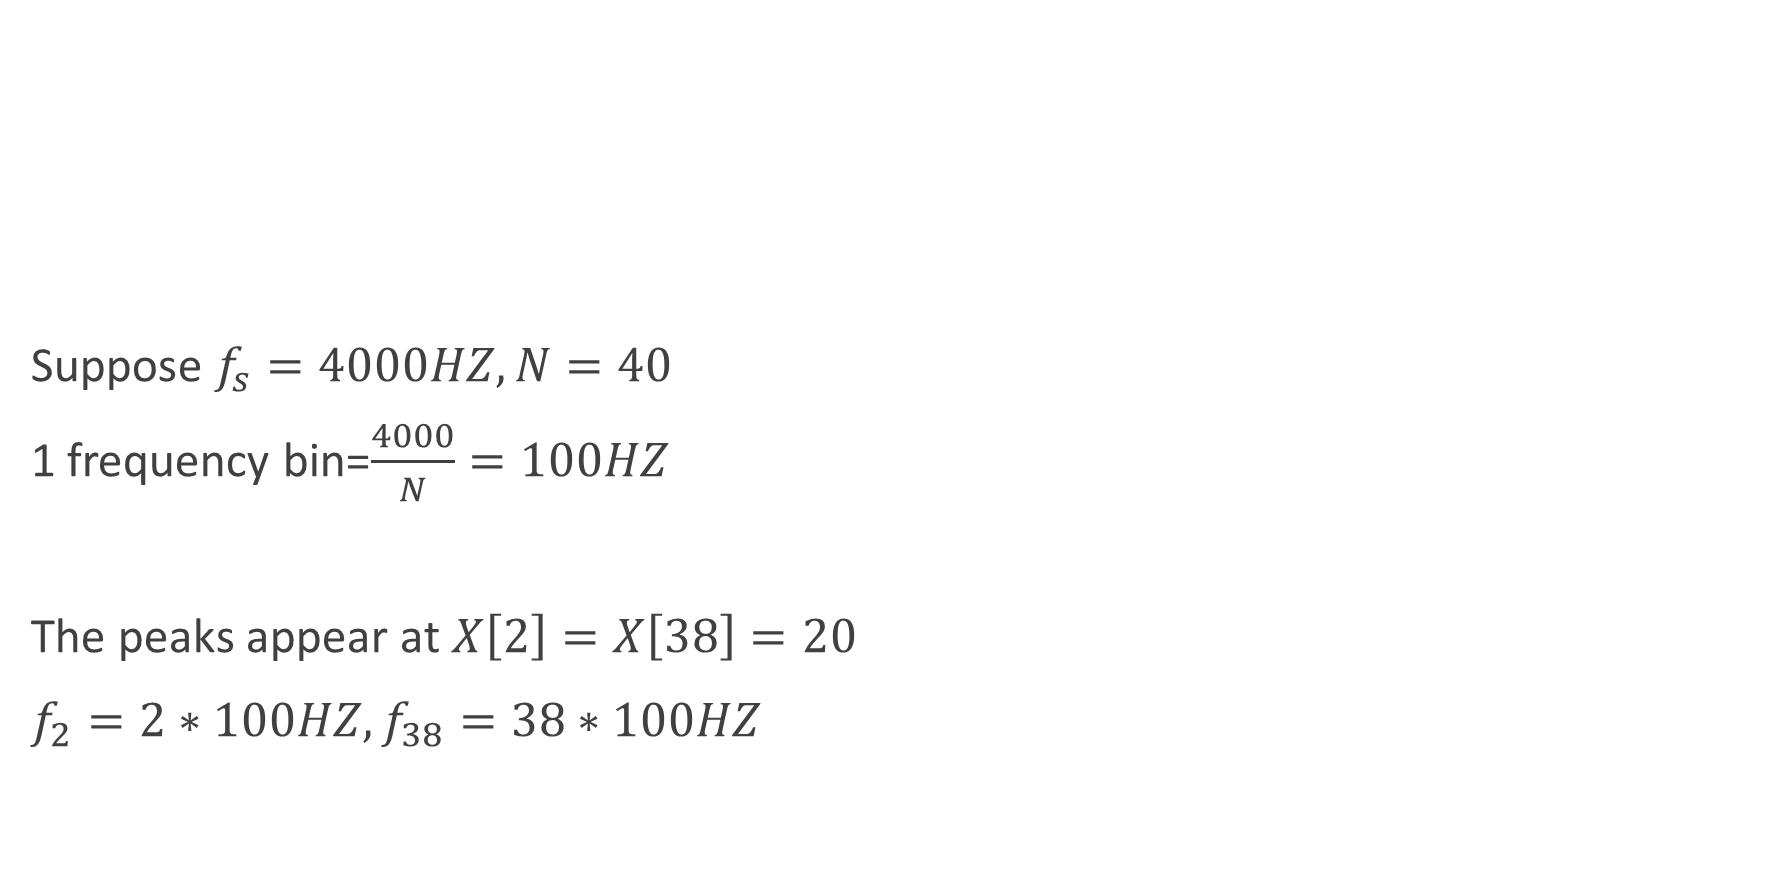 Suppose f_s = 4000HZ, N = 40
1 frequency bin=4000/N = 100HZ
The peaks appear at X[2] = X[38] = 20
f_2 = 2 * 100HZ, f_38 = 38 * 100HZ